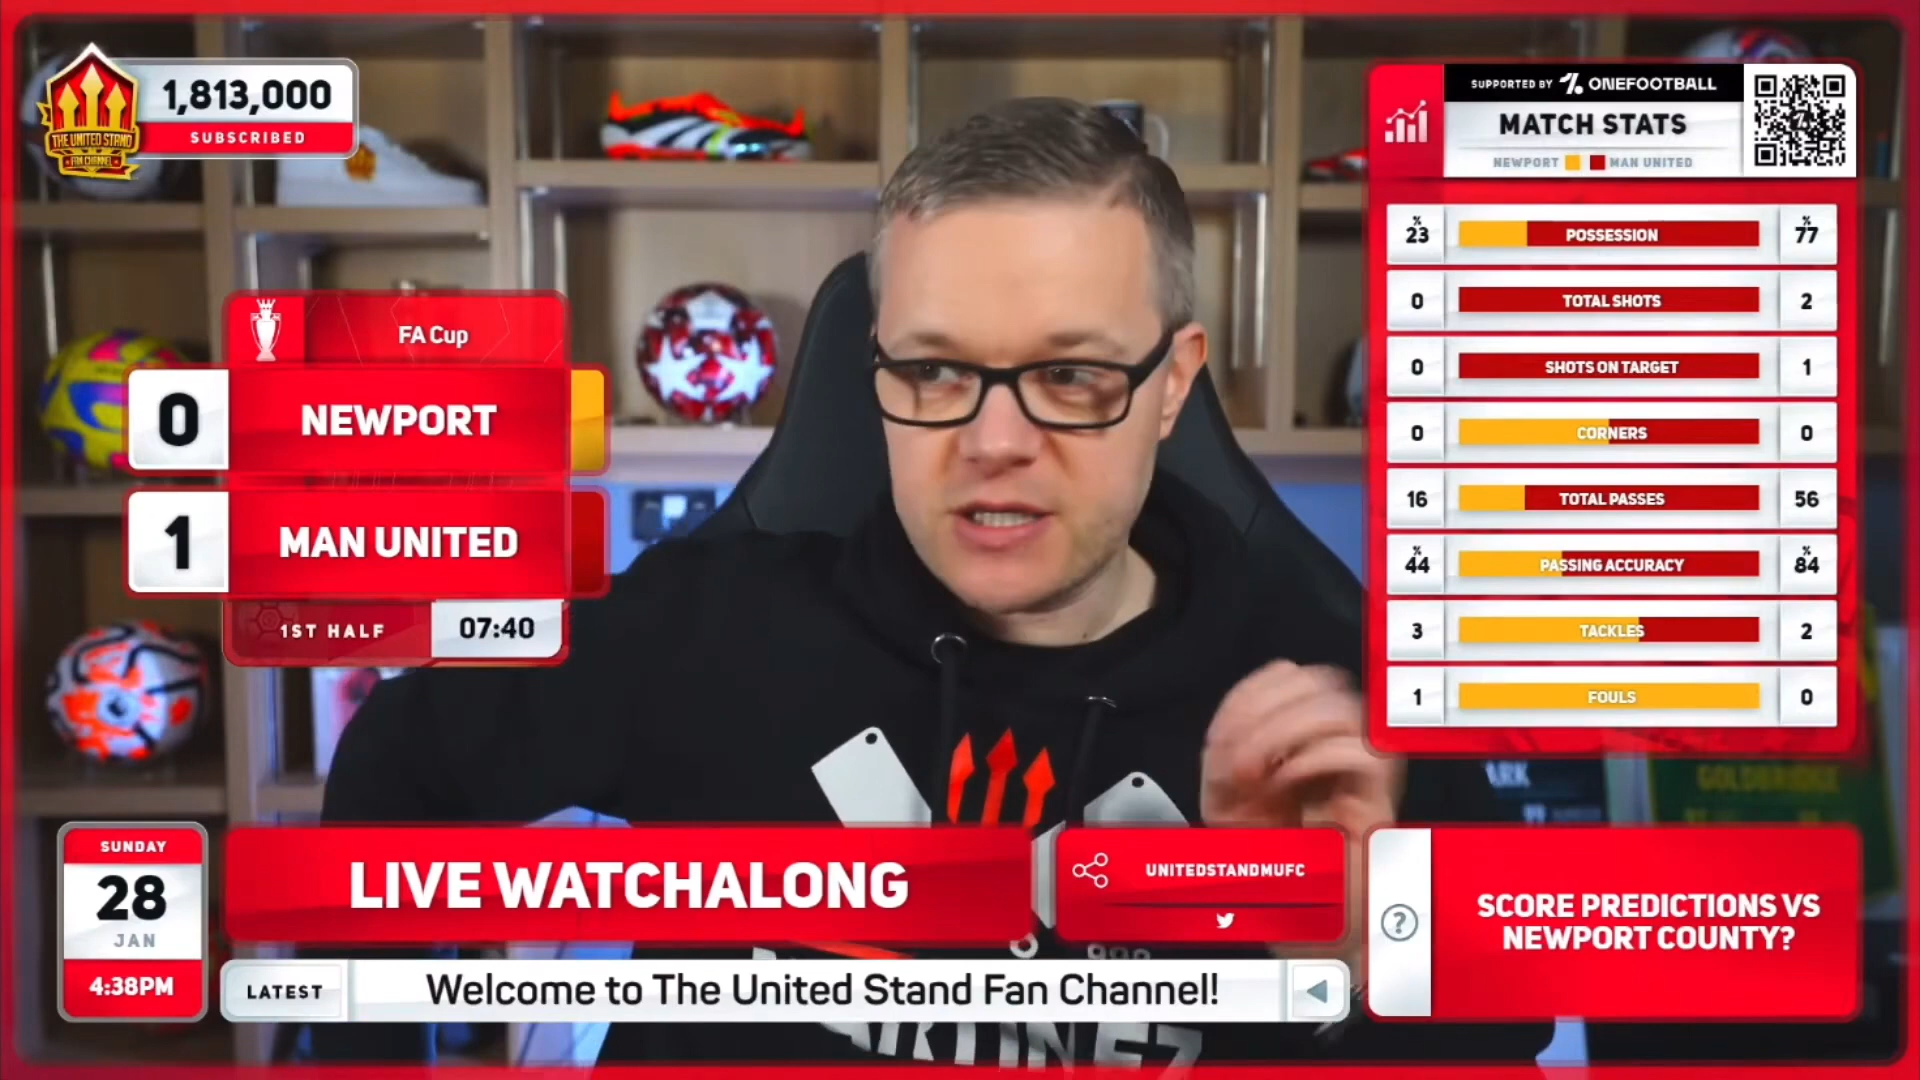 1,813,000
SUBSCRIBED
THE UNITED STAND
FAN CHANNEL
FA Cup
0 NEWPORT
1 MAN UNITED
1ST HALF 07:40
SUPPORTED BY ONEFOOTBALL
MATCH STATS
NEWPORT MAN UNITED
% 23 POSSESSION % 77
0 TOTAL SHOTS 2
0 SHOTS ON TARGET 1
0 CORNERS 0
16 TOTAL PASSES 56
% 44 PASSING ACCURACY % 84
3 TACKLES 2
1 FOULS 0
GOLDBRIDGE
SUNDAY
28
JAN
4:38PM
LIVE WATCHALONG
UNITEDSTANDMUFC
LATEST Welcome to The United Stand Fan Channel!
SCORE PREDICTIONS VS
NEWPORT COUNTY?